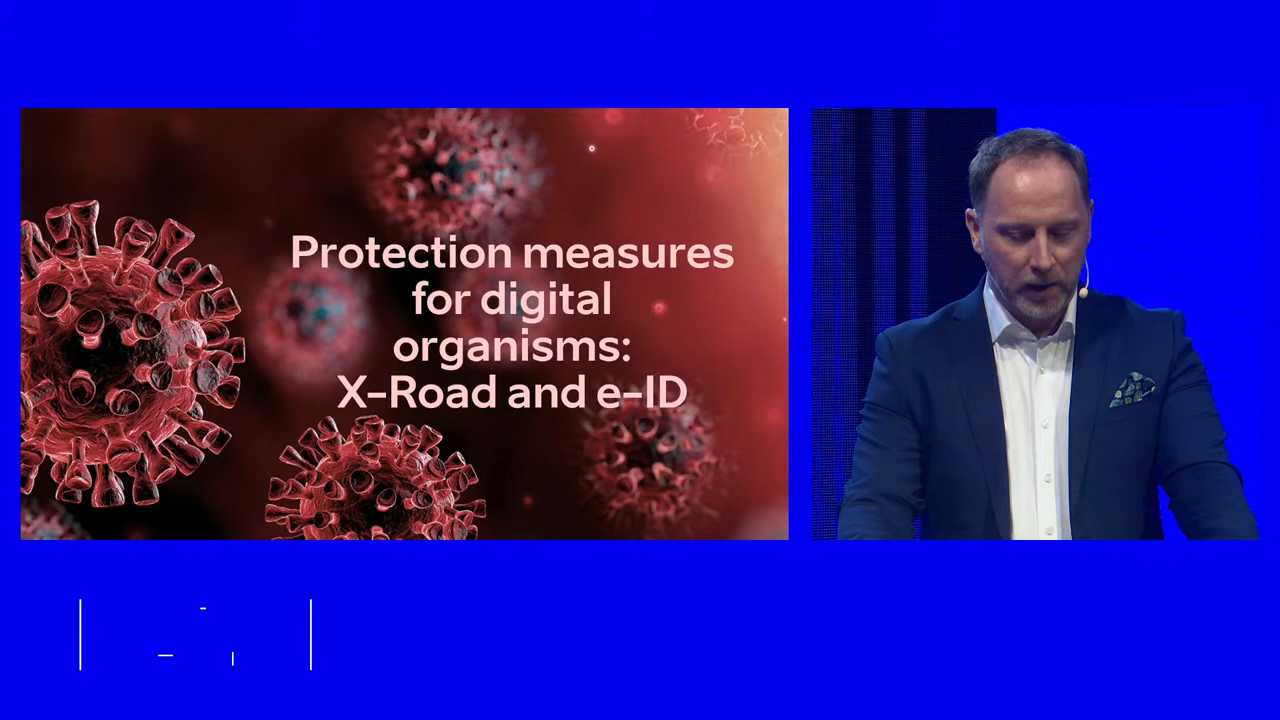 Protection measures
for digital
organisms:
X-Road and e-ID